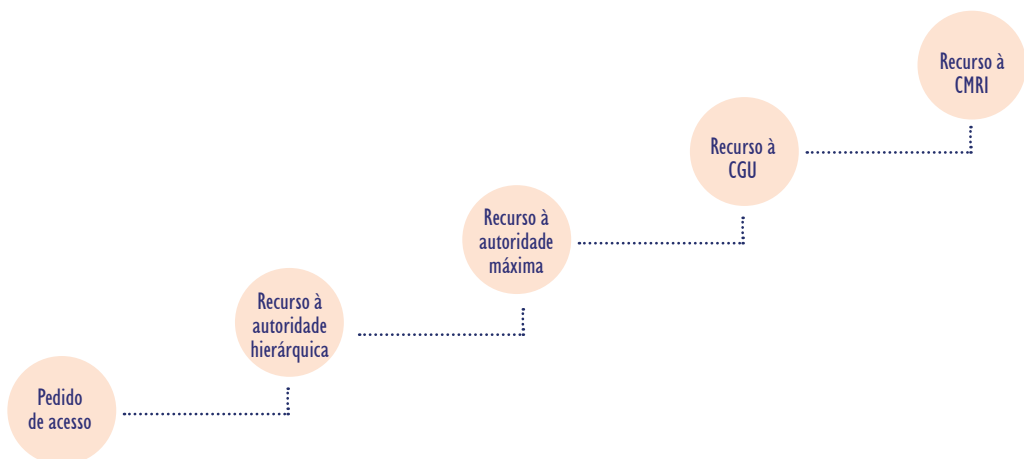 Recurso à
CMRI
Recurso à
CGU
Recurso à
autoridade
máxima
Recurso à
autoridade
hierárquica
Pedido
de acesso